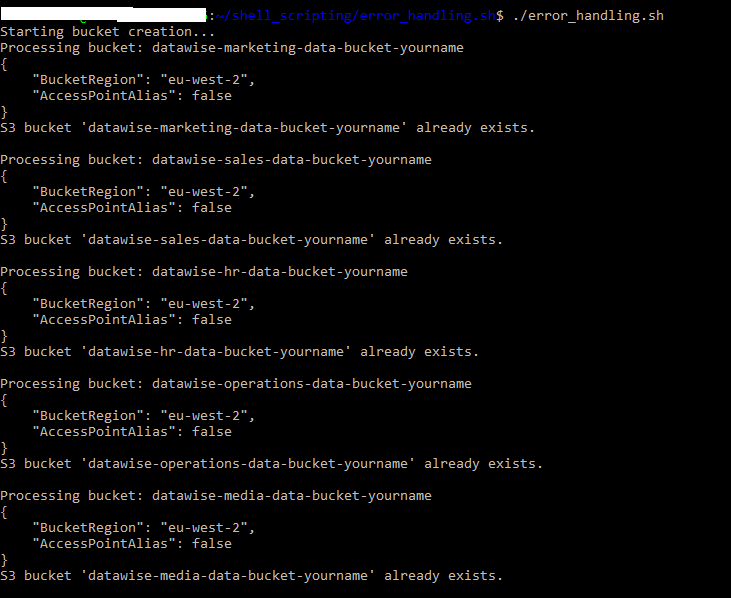 :~/shell_scripting/error_handling.sh$ ./error_handling.sh
Starting bucket creation...
Processing bucket: datawise-marketing-data-bucket-yourname
{
    "BucketRegion": "eu-west-2",
    "AccessPointAlias": false
}
S3 bucket 'datawise-marketing-data-bucket-yourname' already exists.

Processing bucket: datawise-sales-data-bucket-yourname
{
    "BucketRegion": "eu-west-2",
    "AccessPointAlias": false
}
S3 bucket 'datawise-sales-data-bucket-yourname' already exists.

Processing bucket: datawise-hr-data-bucket-yourname
{
    "BucketRegion": "eu-west-2",
    "AccessPointAlias": false
}
S3 bucket 'datawise-hr-data-bucket-yourname' already exists.

Processing bucket: datawise-operations-data-bucket-yourname
{
    "BucketRegion": "eu-west-2",
    "AccessPointAlias": false
}
S3 bucket 'datawise-operations-data-bucket-yourname' already exists.

Processing bucket: datawise-media-data-bucket-yourname
{
    "BucketRegion": "eu-west-2",
    "AccessPointAlias": false
}
S3 bucket 'datawise-media-data-bucket-yourname' already exists.